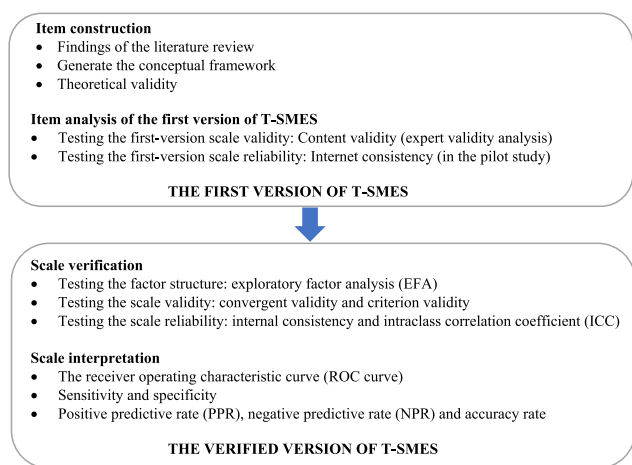 Item construction
• Findings of the literature review
• Generate the conceptual framework
• Theoretical validity
Item analysis of the first version of T-SMES
• Testing the first-version scale validity: Content validity (expert validity analysis)
• Testing the first-version scale reliability: Internet consistency (in the pilot study)
THE FIRST VERSION OF T-SMES
Scale verification
• Testing the factor structure: exploratory factor analysis (EFA)
• Testing the scale validity: convergent validity and criterion validity
• Testing the scale reliability: internal consistency and intraclass correlation coefficient (ICC)
Scale interpretation
• The receiver operating characteristic curve (ROC curve)
• Sensitivity and specificity
• Positive predictive rate (PPR), negative predictive rate (NPR) and accuracy rate
THE VERIFIED VERSION OF T-SMES